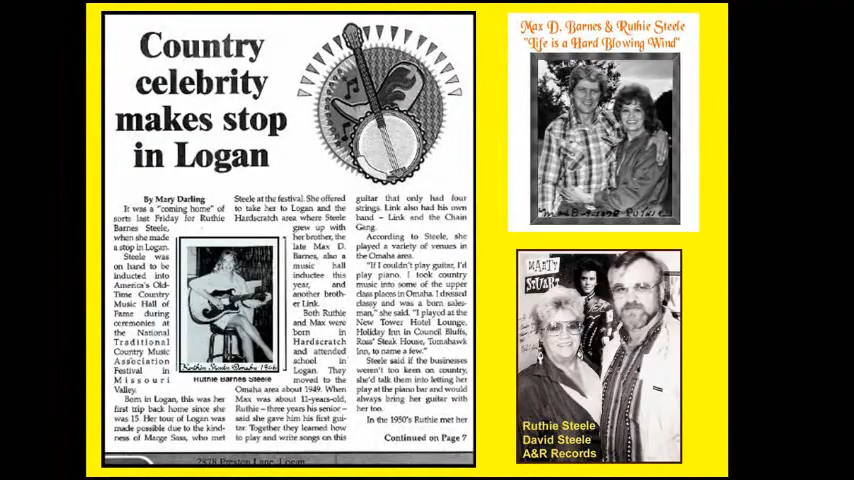 Country
celebrity
makes stop
in Logan
By Mary Darling
It was a "coming home" of
sorts last Friday for Ruthie
Barnes Steele,
when she made
a stop in Logan.
Steele was
on hand to be
inducted into
America's Old-
Time Country
Music Hall of
Fame during
ceremonies at
the National
Traditional
Country Music
Association
Festival in
Missouri
Valley.
Born in Logan, this was her
first trip back home since she
was 15. Her tour of Logan was
made possible due to the kind-
ness of Marge Sass, who met
Steele at the festival. She offered
to take her to Logan and the
Hardscratch area where Steele
grew up with
her brother, the
late Max D.
Barnes, also a
music hall
inductee this
year, and
another broth-
er Link.
Both Ruthie
and Max were
born in
Hardscratch
and attended
school in
Logan. They
moved to the
Omaha area about 1949. When
Max was about 11-years-old,
Ruthie – three years his senior –
said she gave him his first gui-
tar. Together they learned how
to play and write songs on this
Ruthie Steele Omaha
Ruthie Barnes Steele
guitar that only had four
strings. Link also had his own
band – Link and the Chain
Gang.
According to Steele, she
played a variety of venues in
the Omaha area.
"If I couldn't play guitar, I'd
play piano. I took country
music into some of the upper
class places in Omaha. I dressed
classy and was a born sales-
man," she said. "I played at the
New Tower Hotel Lounge,
Holiday Inn in Council Bluffs,
Ross' Steak House, Tomahawk
Inn, to name a few."
Steele said if the businesses
weren't too keen on country,
she'd talk them into letting her
play at the piano bar and would
always bring her guitar with
her too.
In the 1950's Ruthie met her
Continued on Page 7
2878 Preston Lane, Logan
Max D. Barnes & Ruthie Steele
"Life is a Hard Blowing Wind"
MARTY
STUART
Ruthie Steele
David Steele
A&R Records